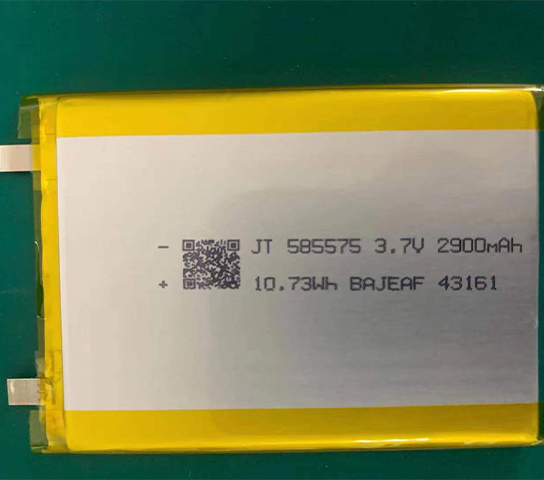 - JT 585575 3.7V 2900mAh
+ 10.73Wh BAJEAF 43161